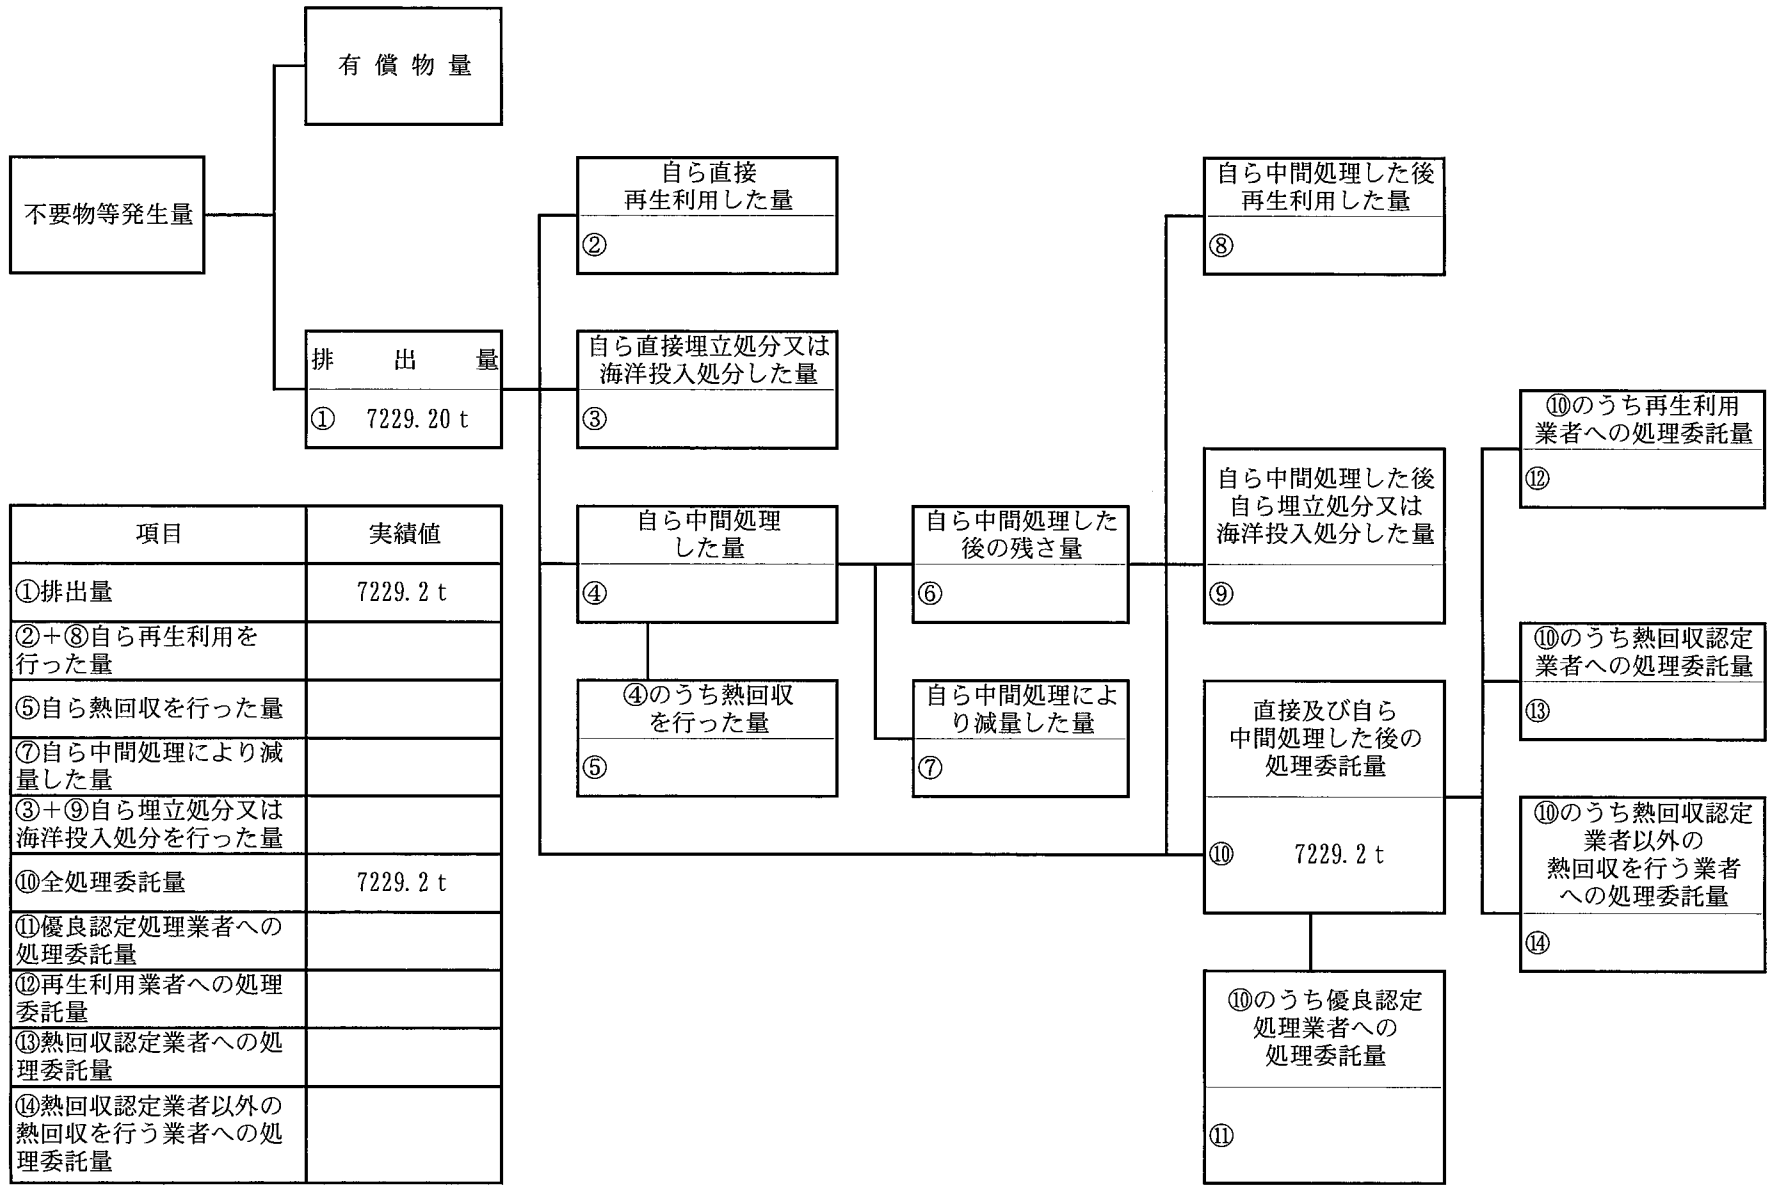 有償物量
不要物等発生量
排出量
① 7229.20 t
自ら直接
再生利用した量
②
自ら直接埋立処分又は
海洋投入処分した量
③
自ら中間処理
した量
④
④のうち熱回収
を行った量
⑤
自ら中間処理した
後の残さ量
⑥
自ら中間処理によ
り減量した量
⑦
自ら中間処理した後
再生利用した量
⑧
自ら中間処理した後
自ら埋立処分又は
海洋投入処分した量
⑨
直接及び自ら
中間処理した後の
処理委託量
⑩ 7229.2 t
⑩のうち優良認定
処理業者への
処理委託量
⑪
⑩のうち再生利用
業者への処理委託量
⑫
⑩のうち熱回収認定
業者への処理委託量
⑬
⑩のうち熱回収認定
業者以外の
熱回収を行う業者
への処理委託量
⑭
項目 実績値
①排出量 7229.2 t
②＋⑧自ら再生利用を
行った量
⑤自ら熱回収を行った量
⑦自ら中間処理により減
量した量
③＋⑨自ら埋立処分又は
海洋投入処分を行った量
⑩全処理委託量 7229.2 t
⑪優良認定処理業者への
処理委託量
⑫再生利用業者への処理
委託量
⑬熱回収認定業者への処
理委託量
⑭熱回収認定業者以外の
熱回収を行う業者への処
理委託量